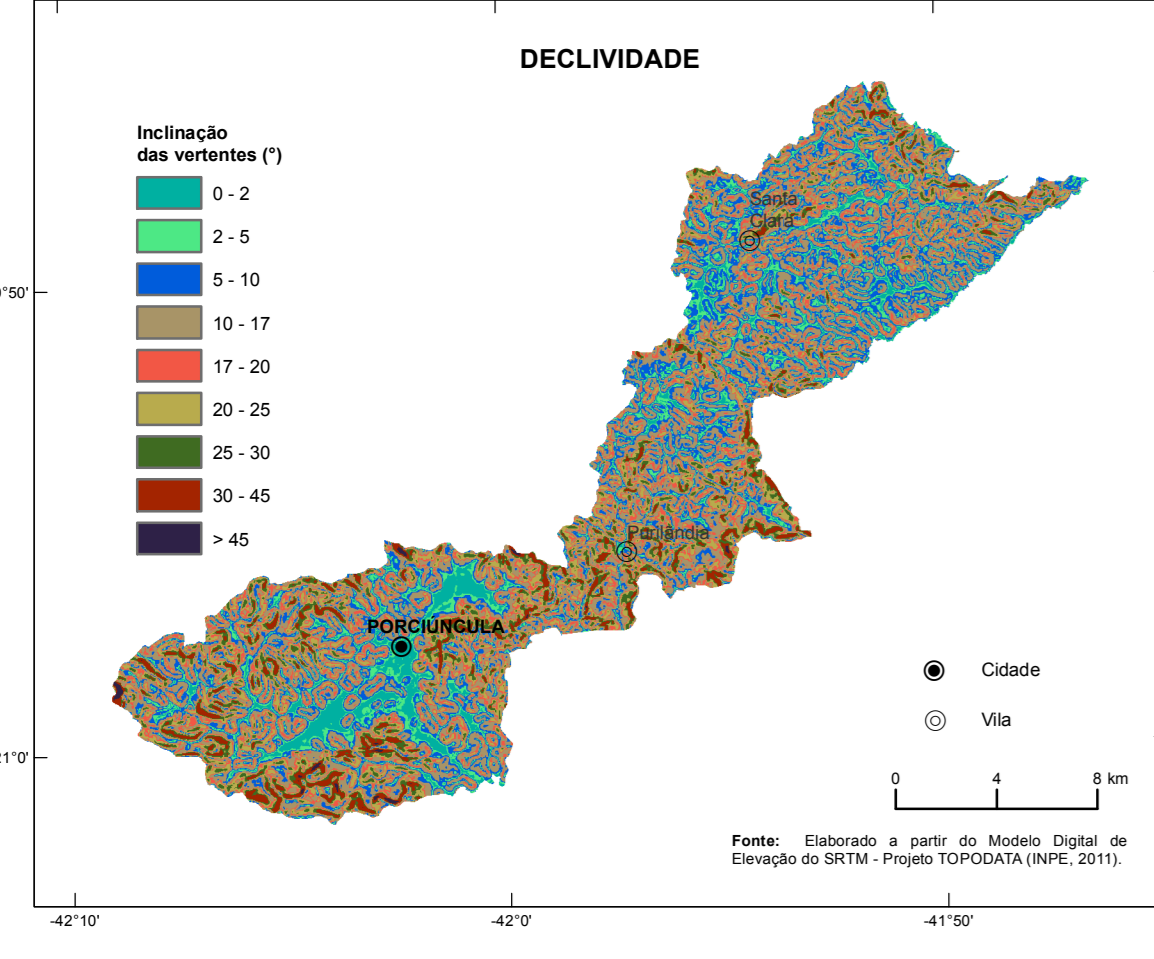 DECLIVIDADE
Inclinação
das vertentes (°)
0 - 2
2 - 5
5 - 10
10 - 17
17 - 20
20 - 25
25 - 30
30 - 45
> 45
Santa
Clara
Purilândia
PORCIÚNCULA
Cidade
Vila
0 4 8 km
Fonte: Elaborado a partir do Modelo Digital de
Elevação do SRTM - Projeto TOPODATA (INPE, 2011).
°50'
1°0'
-42°10' -42°0' -41°50'